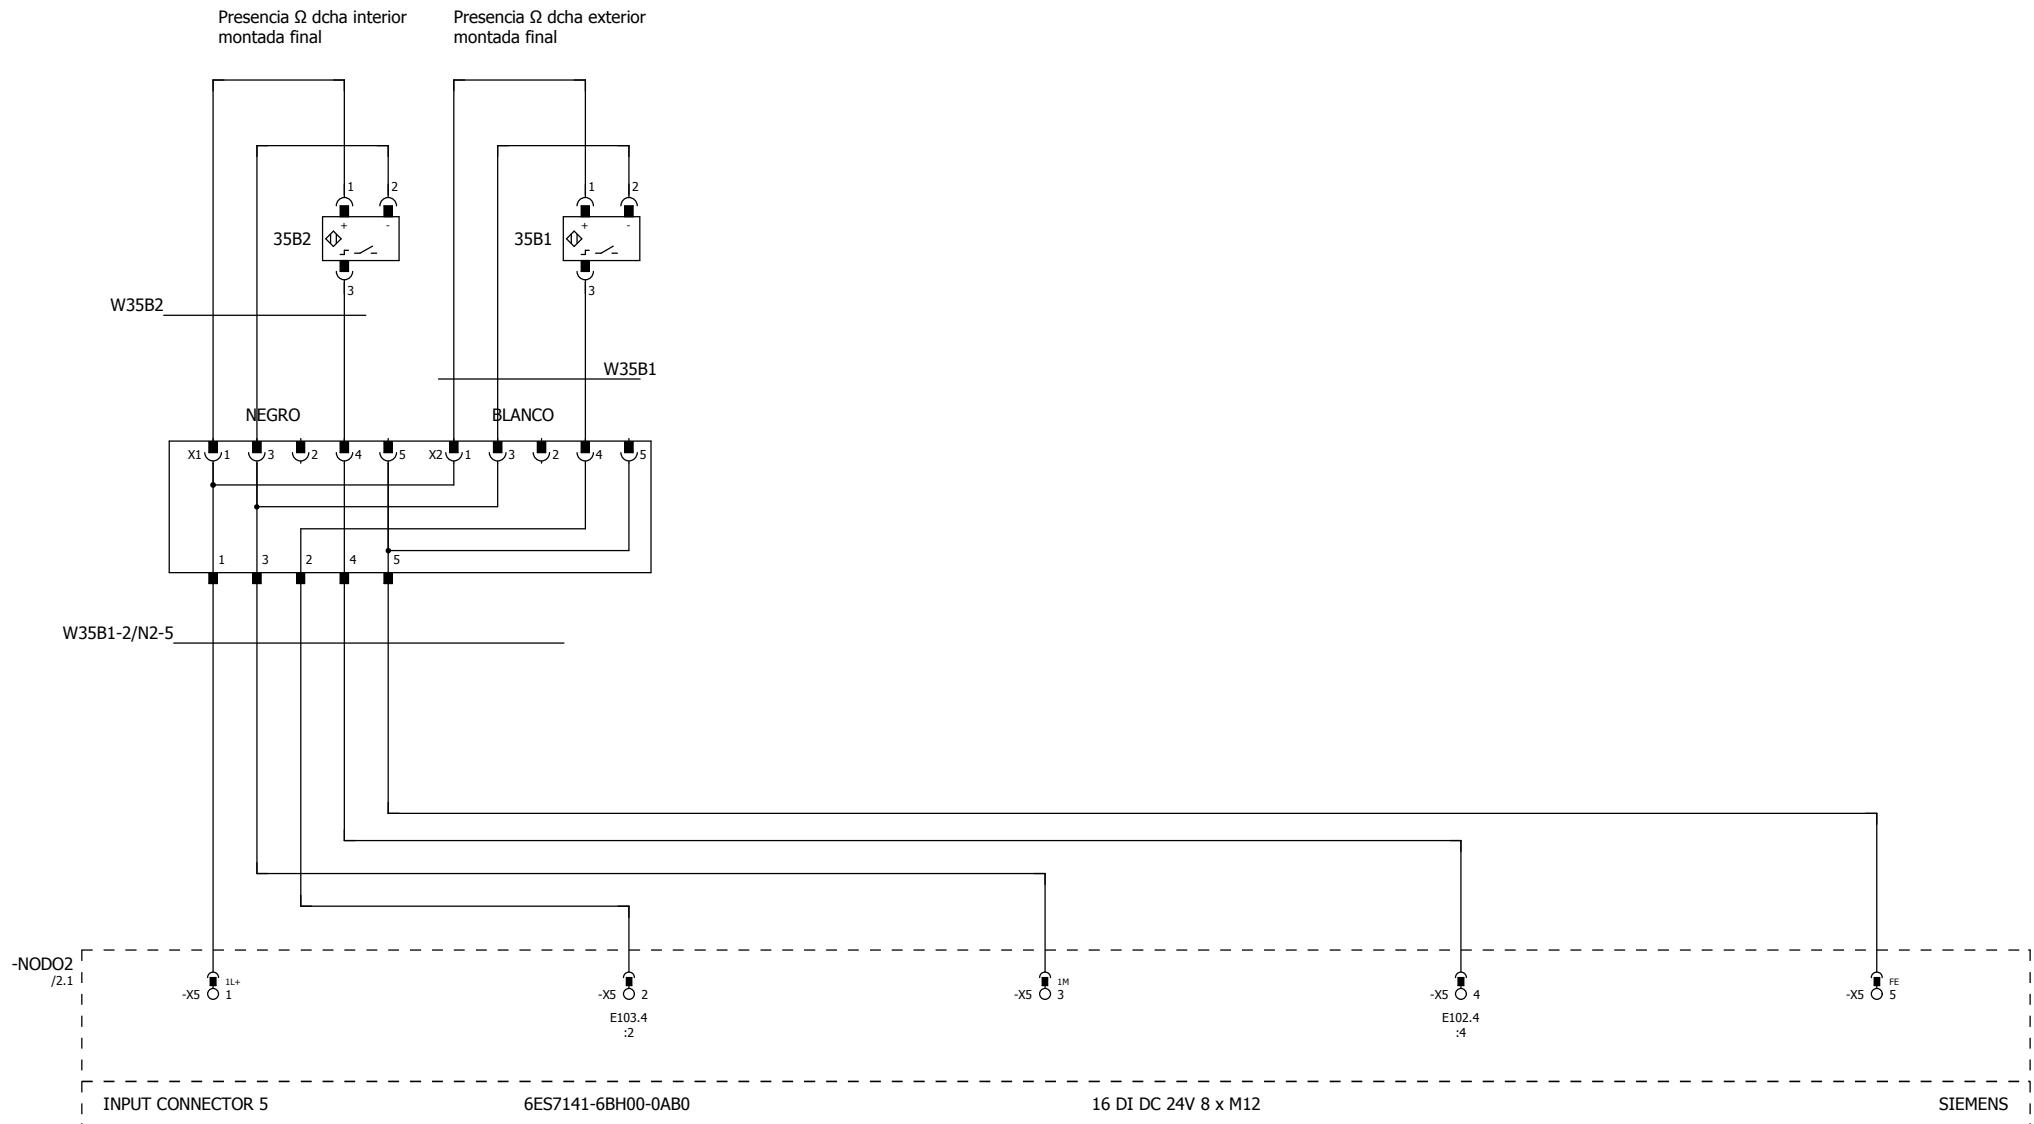 Presencia Ω dcha interior
montada final
Presencia Ω dcha exterior
montada final
1 2 1 2
+ - + -
35B2 35B1
3 3
W35B2
W35B1
NEGRO BLANCO
X1 1 3 2 4 5 X2 1 3 2 4 5
1 3 2 4 5
W35B1-2/N2-5
-NODO2
/2.1
1L+ 1M FE
-X5 1 -X5 2 -X5 3 -X5 4 -X5 5
E103.4 E102.4
:2 :4
INPUT CONNECTOR 5 6ES7141-6BH00-0AB0 16 DI DC 24V 8 x M12 SIEMENS